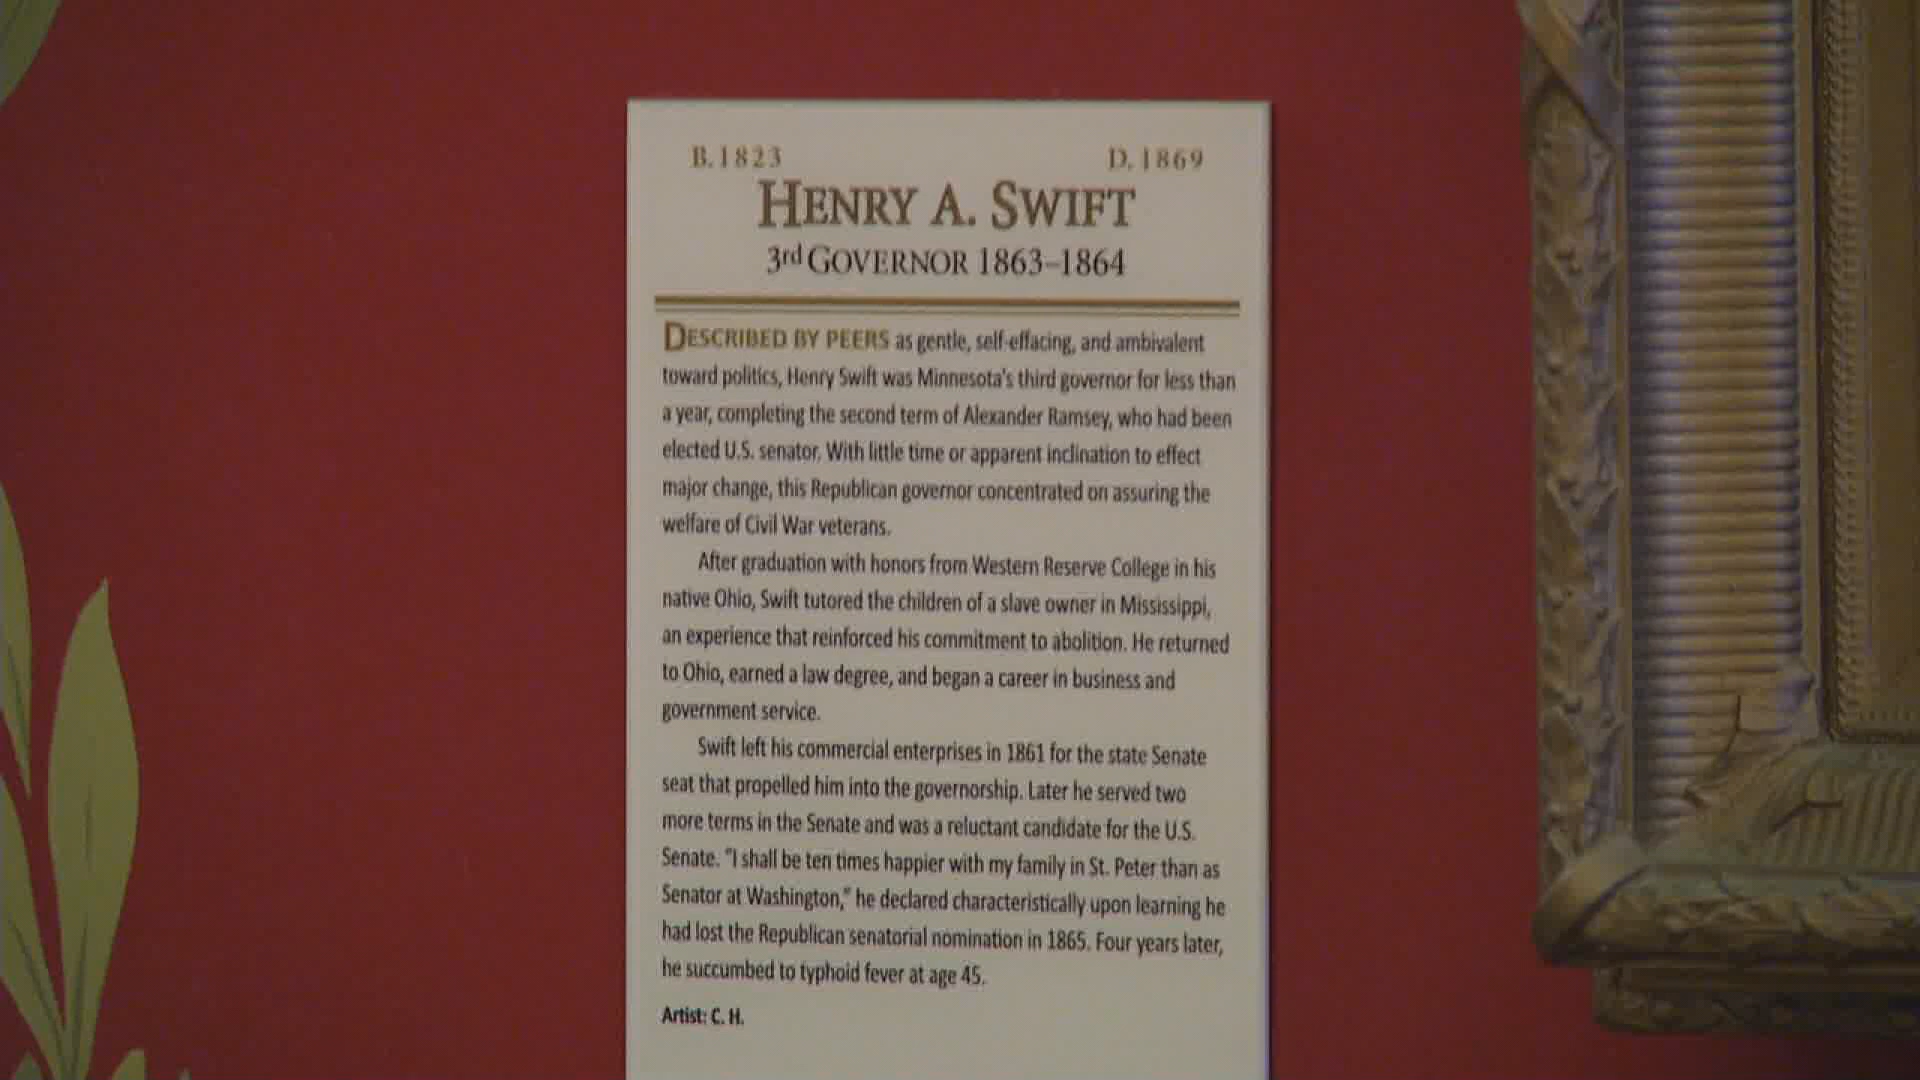 B. 1823 D. 1869
HENRY A. SWIFT
3rd GOVERNOR 1863–1864
DESCRIBED BY PEERS as gentle, self-effacing, and ambivalent
toward politics, Henry Swift was Minnesota's third governor for less than
a year, completing the second term of Alexander Ramsey, who had been
elected U.S. senator. With little time or apparent inclination to effect
major change, this Republican governor concentrated on assuring the
welfare of Civil War veterans.
After graduation with honors from Western Reserve College in his
native Ohio, Swift tutored the children of a slave owner in Mississippi,
an experience that reinforced his commitment to abolition. He returned
to Ohio, earned a law degree, and began a career in business and
government service.
Swift left his commercial enterprises in 1861 for the state Senate
seat that propelled him into the governorship. Later he served two
more terms in the Senate and was a reluctant candidate for the U.S.
Senate. "I shall be ten times happier with my family in St. Peter than as
Senator at Washington," he declared characteristically upon learning he
had lost the Republican senatorial nomination in 1865. Four years later,
he succumbed to typhoid fever at age 45.
Artist: C. H.